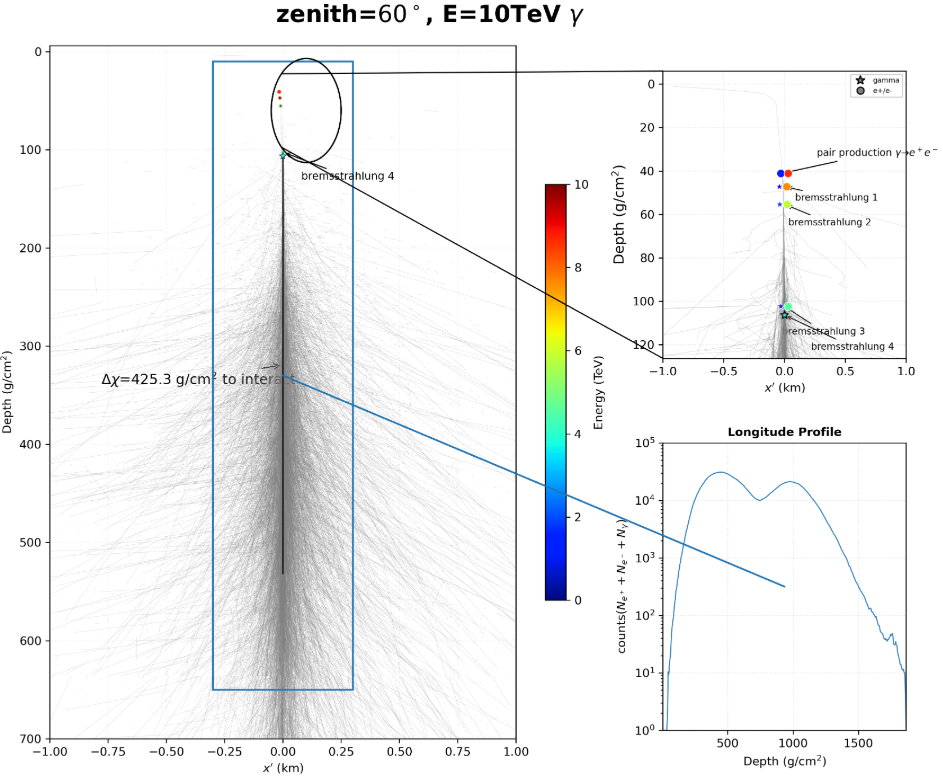 zenith=60°, E=10TeV γ
0
100
200
300
400
500
600
700
Depth (g/cm²)
−1.00
−0.75
−0.50
−0.25
0.00
0.25
0.50
0.75
1.00
x′ (km)
bremsstrahlung 4
Δχ=425.3 g/cm² to interact
10
8
6
4
2
0
Energy (TeV)
gamma
e+/e-
0
20
40
60
80
100
120
Depth (g/cm²)
pair production γ→e⁺e⁻
bremsstrahlung 1
bremsstrahlung 2
bremsstrahlung 3
bremsstrahlung 4
−1.0
−0.5
0.0
0.5
1.0
x′ (km)
Longitude Profile
10⁵
10⁴
10³
10²
10¹
10⁰
counts(Nₑ⁺ + Nₑ⁻ + Nᵧ)
500
1000
1500
Depth (g/cm²)